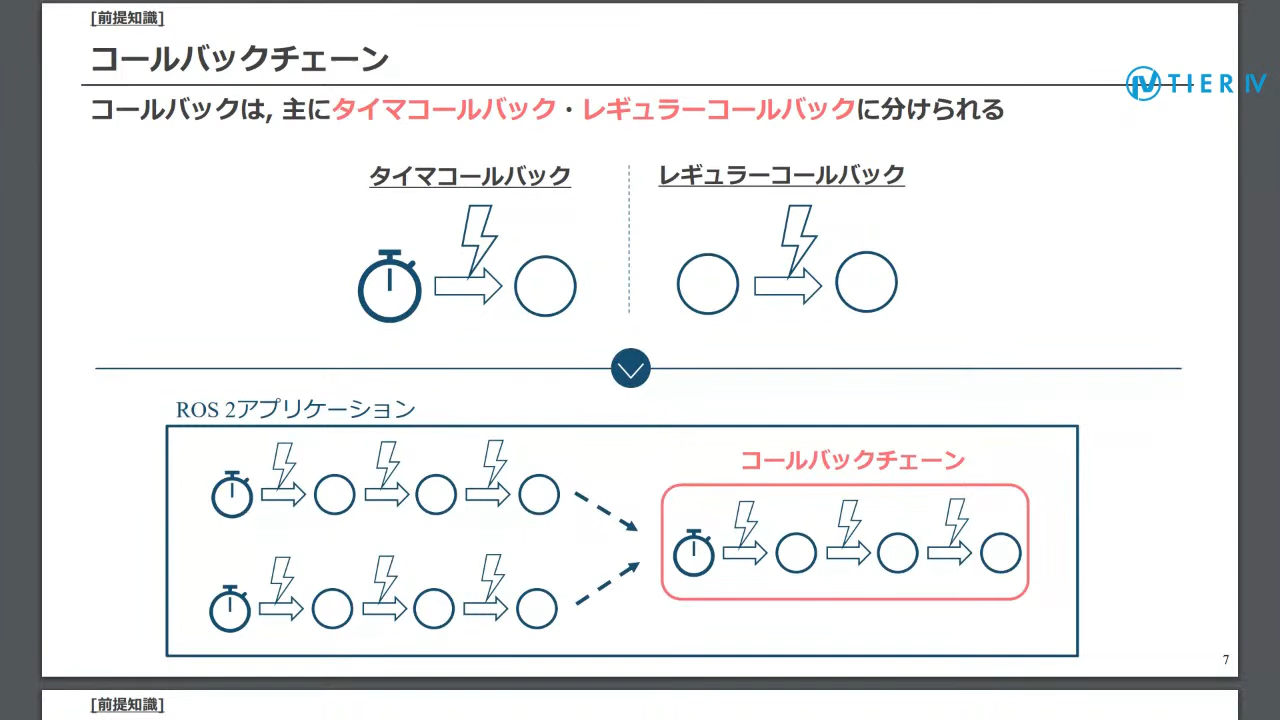 [前提知識]
コールバックチェーン
TIER IV
コールバックは, 主にタイマコールバック・レギュラーコールバックに分けられる
タイマコールバック
レギュラーコールバック
ROS 2アプリケーション
コールバックチェーン
7
[前提知識]